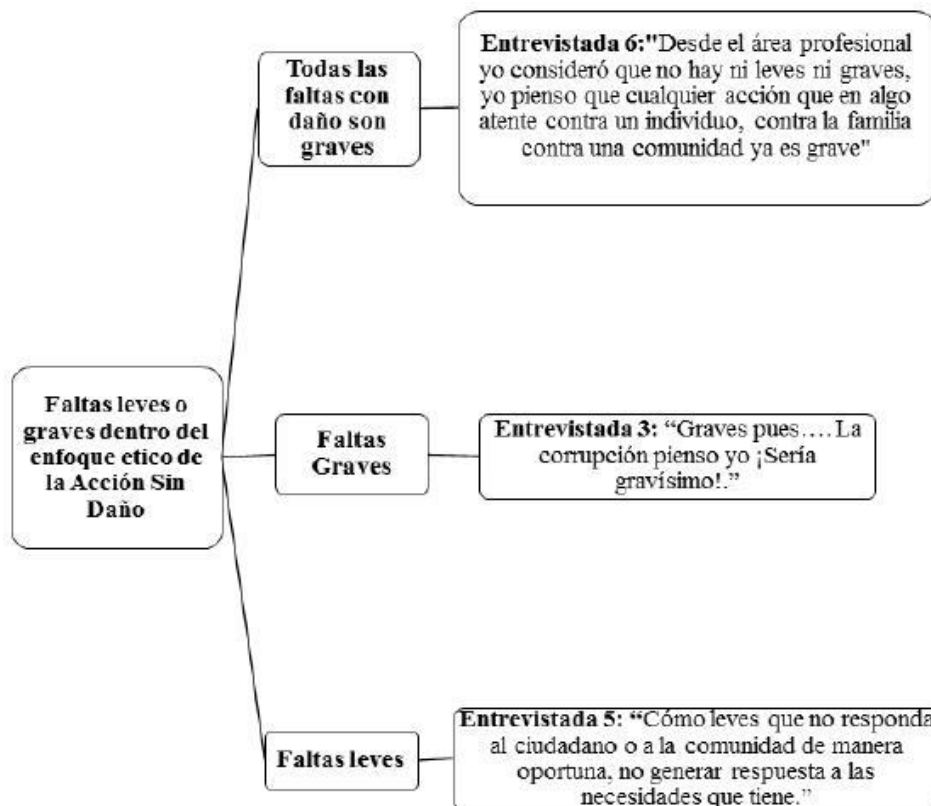 Todas las
faltas con
daño son
graves
Entrevistada 6:"Desde el área profesional
yo consideró que no hay ni leves ni graves,
yo pienso que cualquier acción que en algo
atente contra un individuo, contra la familia
contra una comunidad ya es grave"
Faltas leves o
graves dentro del
enfoque etico de
la Acción Sin
Daño
Faltas
Graves
Entrevistada 3: “Graves pues…. La
corrupción pienso yo ¡Sería
gravísimo!.”
Faltas leves
Entrevistada 5: “Cómo leves que no responda
al ciudadano o a la comunidad de manera
oportuna, no generar respuesta a las
necesidades que tiene.”